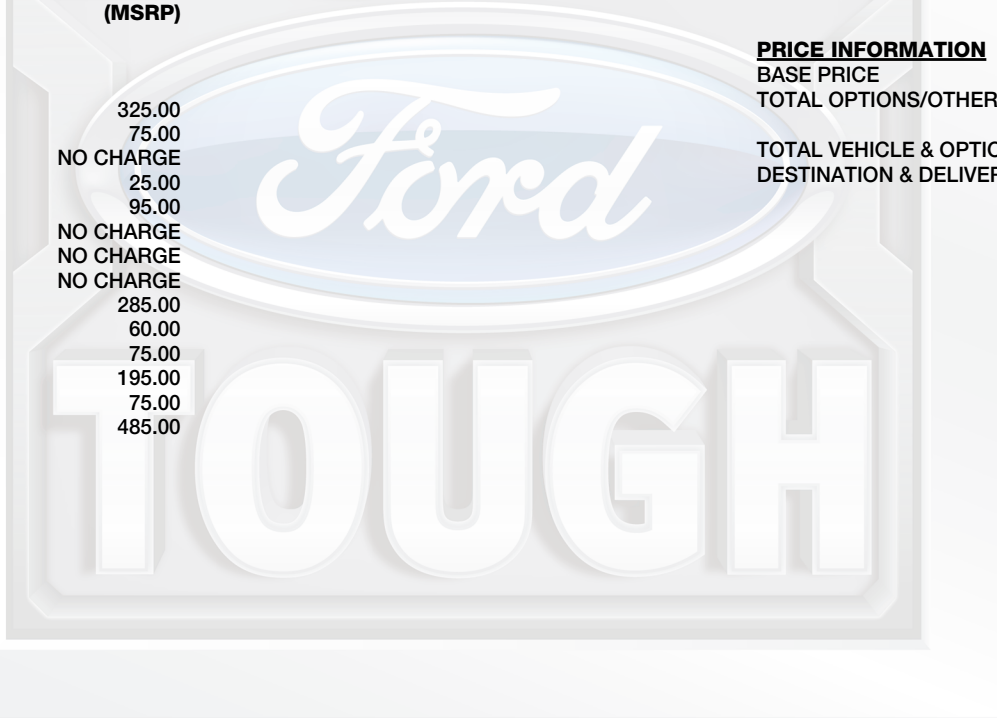 (MSRP)
325.00
75.00
NO CHARGE
25.00
95.00
NO CHARGE
NO CHARGE
NO CHARGE
285.00
60.00
75.00
195.00
75.00
485.00
PRICE INFORMATION
BASE PRICE
TOTAL OPTIONS/OTHER
TOTAL VEHICLE & OPTIO
DESTINATION & DELIVER
Ford
TOUGH